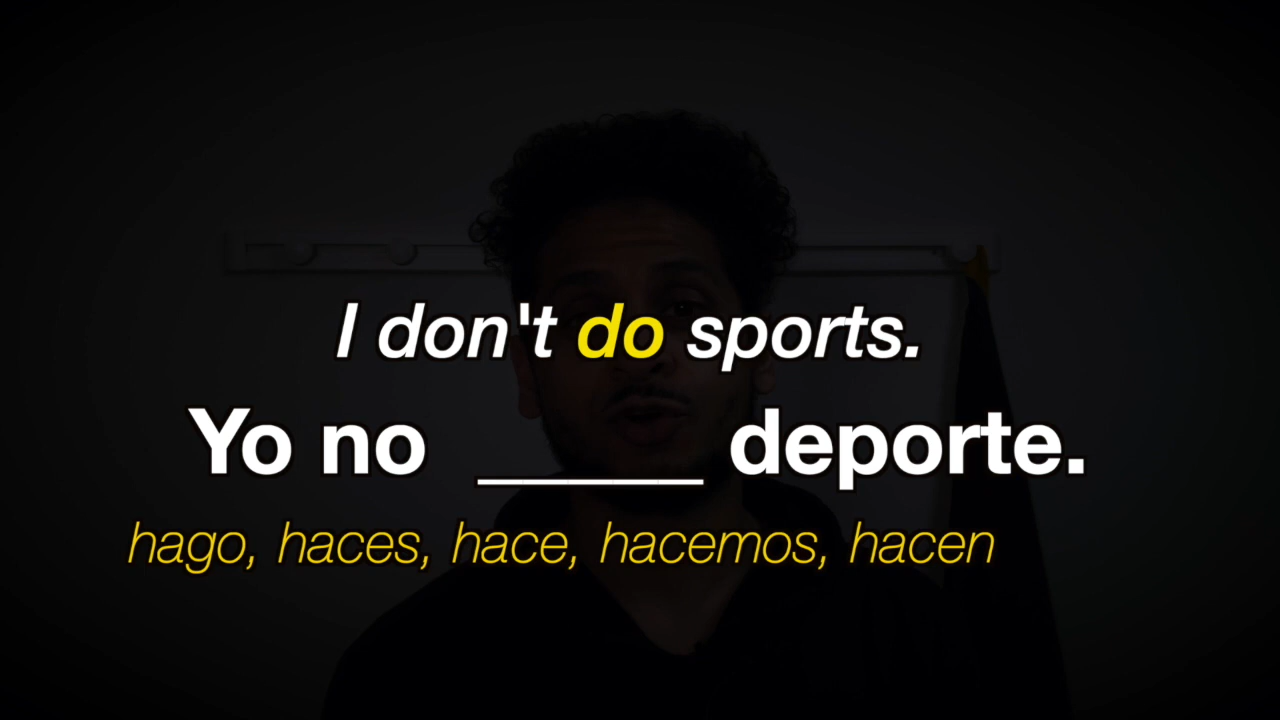 I don't do sports.
Yo no _____ deporte.
hago, haces, hace, hacemos, hacen